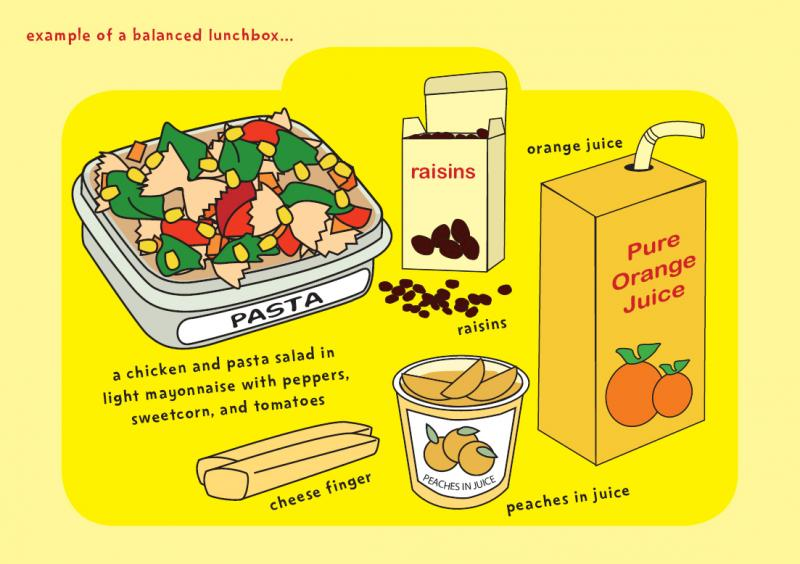 example of a balanced lunchbox...
raisins
orange juice
Pure
Orange
Juice
PASTA
raisins
a chicken and pasta salad in
light mayonnaise with peppers,
sweetcorn, and tomatoes
cheese finger
PEACHES IN JUICE
peaches in juice